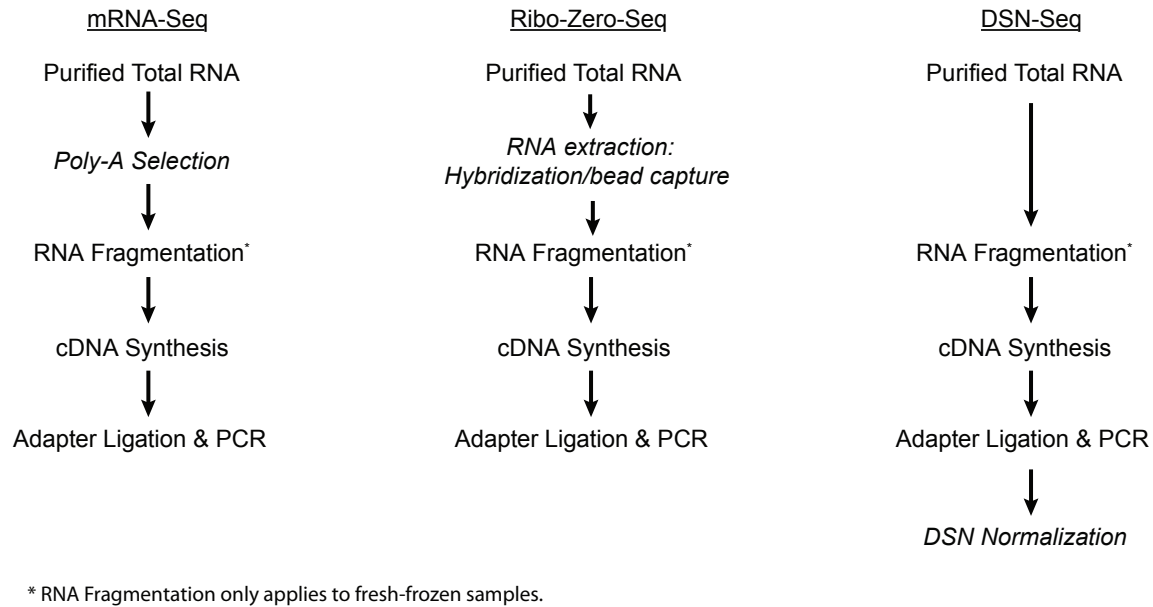 mRNA-Seq
Purified Total RNA
Poly-A Selection
RNA Fragmentation*
cDNA Synthesis
Adapter Ligation & PCR
Ribo-Zero-Seq
Purified Total RNA
RNA extraction:
Hybridization/bead capture
RNA Fragmentation*
cDNA Synthesis
Adapter Ligation & PCR
DSN-Seq
Purified Total RNA
RNA Fragmentation*
cDNA Synthesis
Adapter Ligation & PCR
DSN Normalization
* RNA Fragmentation only applies to fresh-frozen samples.